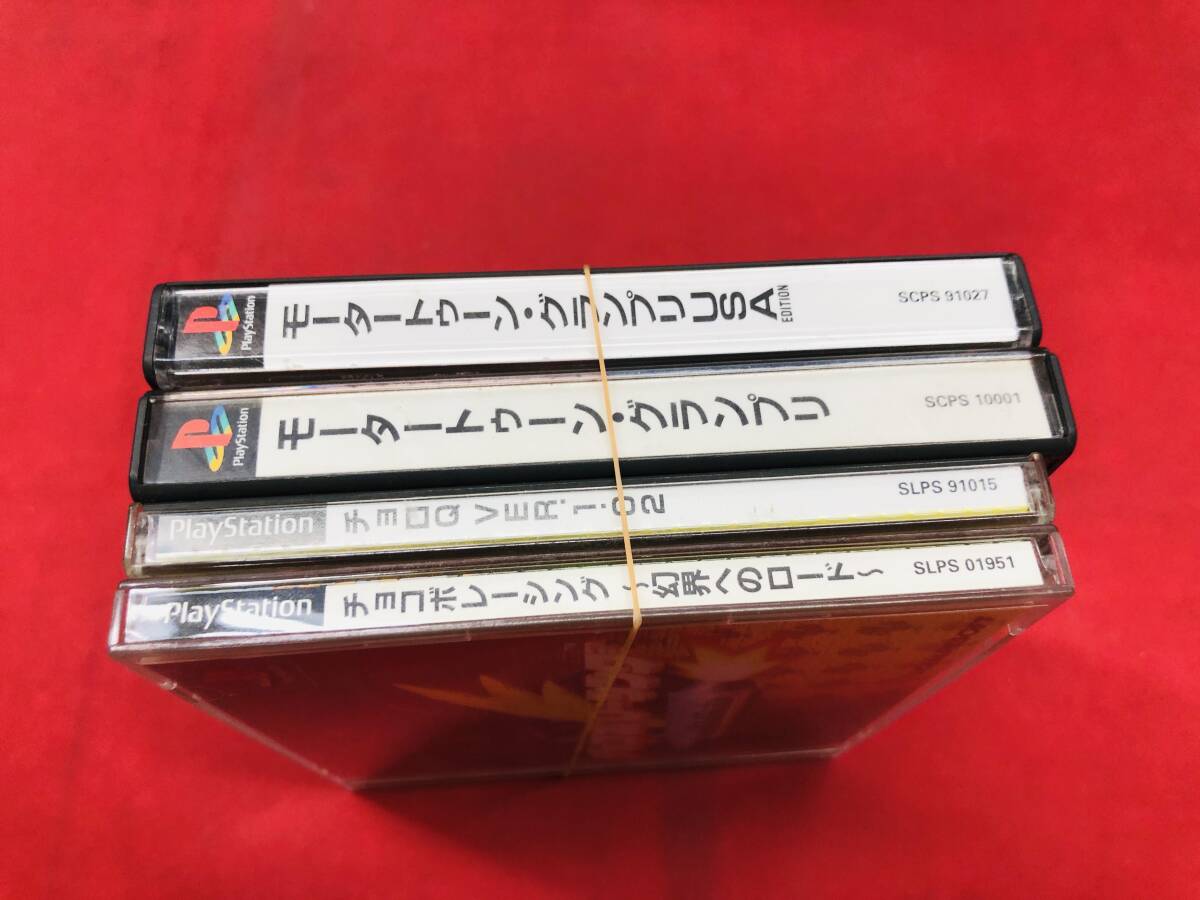 PlayStation モータートゥーン・グランプリUSA EDITION SCPS 91027
PlayStation モータートゥーン・グランプリ SCPS 10001
PlayStation チョロQ VER. 1.02 SLPS 91015
PlayStation チョコボレーシング ～幻界へのロード～ SLPS 01951